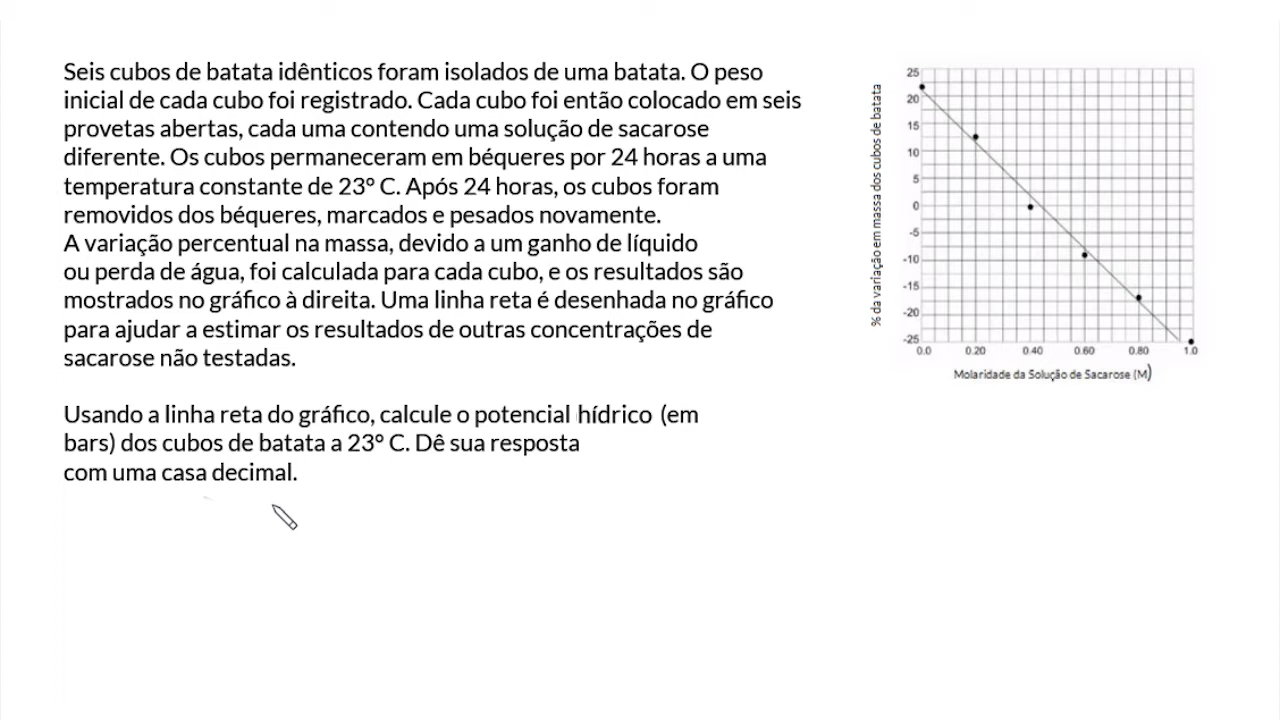 Seis cubos de batata idênticos foram isolados de uma batata. O peso
inicial de cada cubo foi registrado. Cada cubo foi então colocado em seis
provetas abertas, cada uma contendo uma solução de sacarose
diferente. Os cubos permaneceram em béqueres por 24 horas a uma
temperatura constante de 23º C. Após 24 horas, os cubos foram
removidos dos béqueres, marcados e pesados novamente.
A variação percentual na massa, devido a um ganho de líquido
ou perda de água, foi calculada para cada cubo, e os resultados são
mostrados no gráfico à direita. Uma linha reta é desenhada no gráfico
para ajudar a estimar os resultados de outras concentrações de
sacarose não testadas.
Usando a linha reta do gráfico, calcule o potencial hídrico (em
bars) dos cubos de batata a 23º C. Dê sua resposta
com uma casa decimal.
% da variação em massa dos cubos de batata
25
20
15
10
5
0
-5
-10
-15
-20
-25
0.0 0.20 0.40 0.60 0.80 1.0
Molaridade da Solução de Sacarose (M)